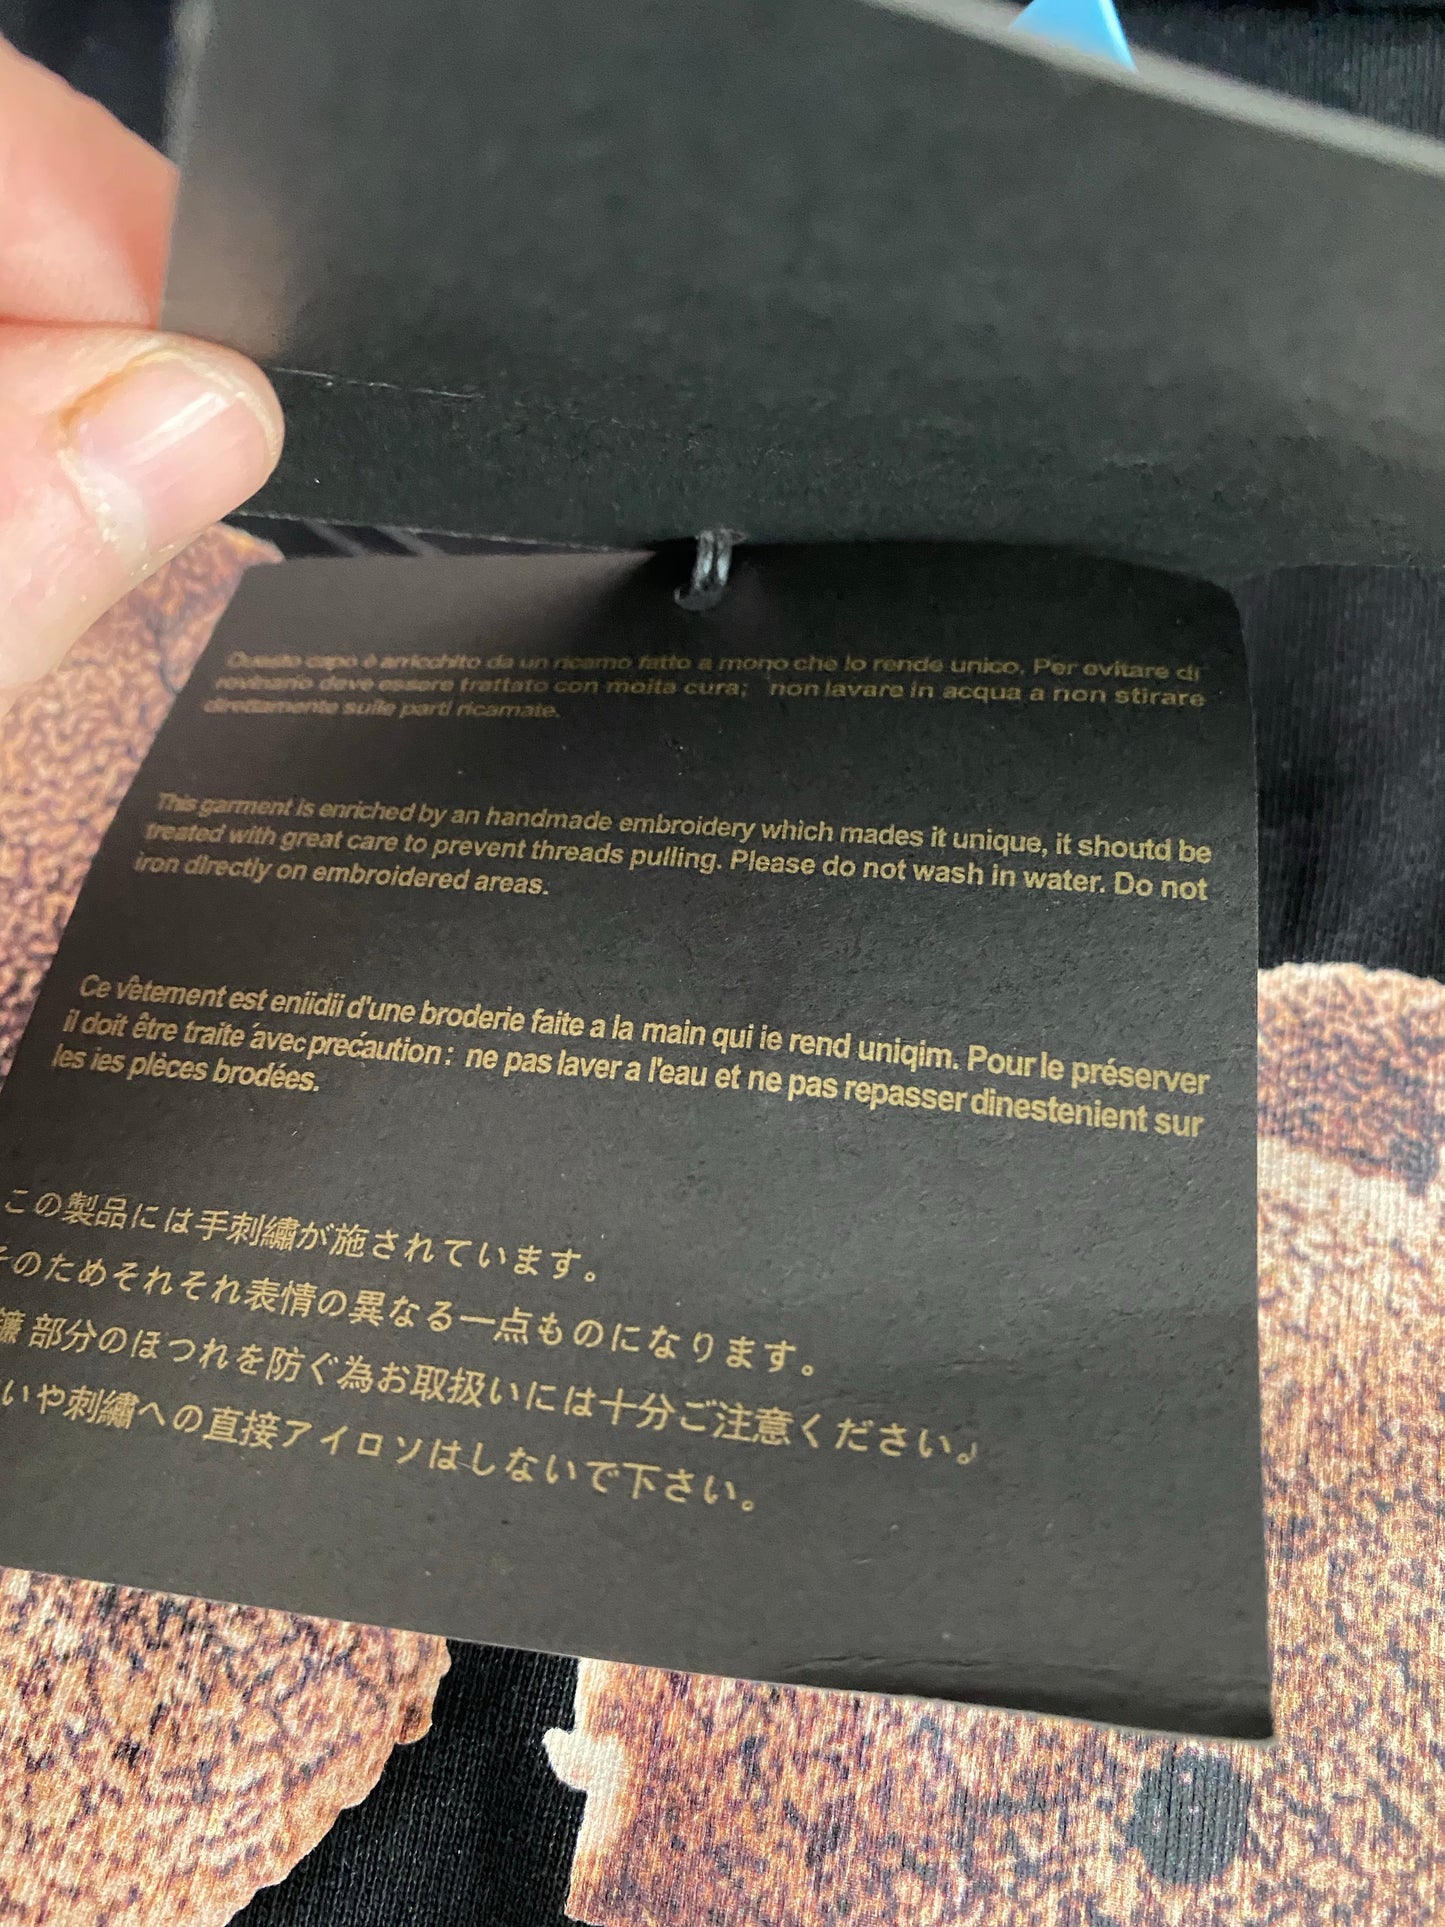 Questo capo è arricchito da un ricamo fatto a mono che lo rende unico. Per ovitare di
rovinario deve essere trattato con moita cura; non lavare in acqua a non stirare
direttamente sulle parti ricamate.
This garment is enriched by an handmade embroidery which mades it unique, it shoutd be
treated with great care to prevent threads pulling. Please do not wash in water. Do not
iron directly on embroidered areas.
Ce vêtement est eniidii d'une broderie faite a la main qui ie rend uniqim. Pour le préserver
il doit être traite avec precaution : ne pas laver a l'eau et ne pas repasser dinestenient sur
les ies plèces brodées.
この製品には手刺繡が施されています。
そのためそれそれ表情の異なる一点ものになります。
部分のほつれを防ぐ為お取扱いには十分ご注意ください。
いや刺繡への直接アイロソはしないで下さい。